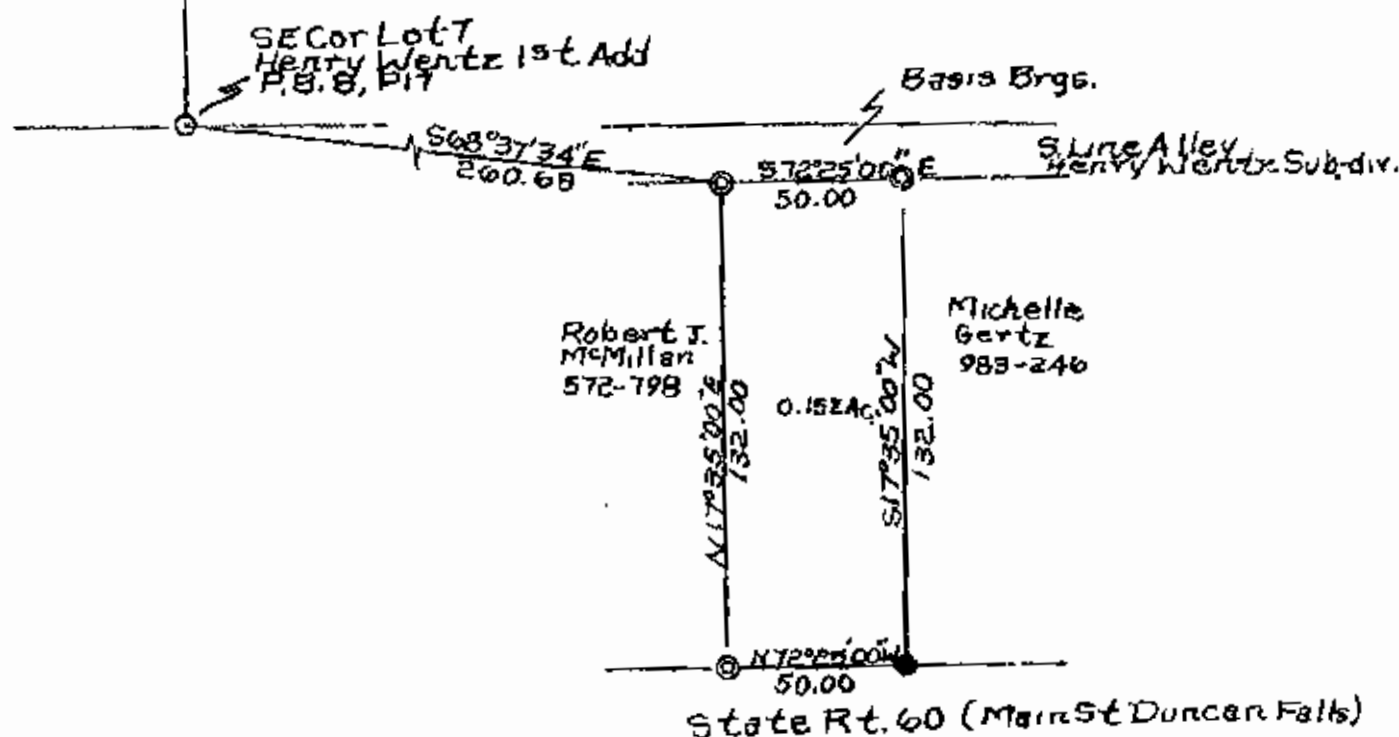 SE Cor Lot 7
Henry Wentz 1st Add
P.B. 8, P17
Basis Brgs.
S68°37'34"E
260.68
S72°25'00"E
50.00
S Line Alley
Henry Wentz Sub-div.
Robert J.
McMillan
572-798
N17°35'00"E
132.00
0.152 Ac.
S17°35'00"W
132.00
Michelle
Gertz
983-246
N72°25'00"W
50.00
State Rt. 60 (Main St Duncan Falls)